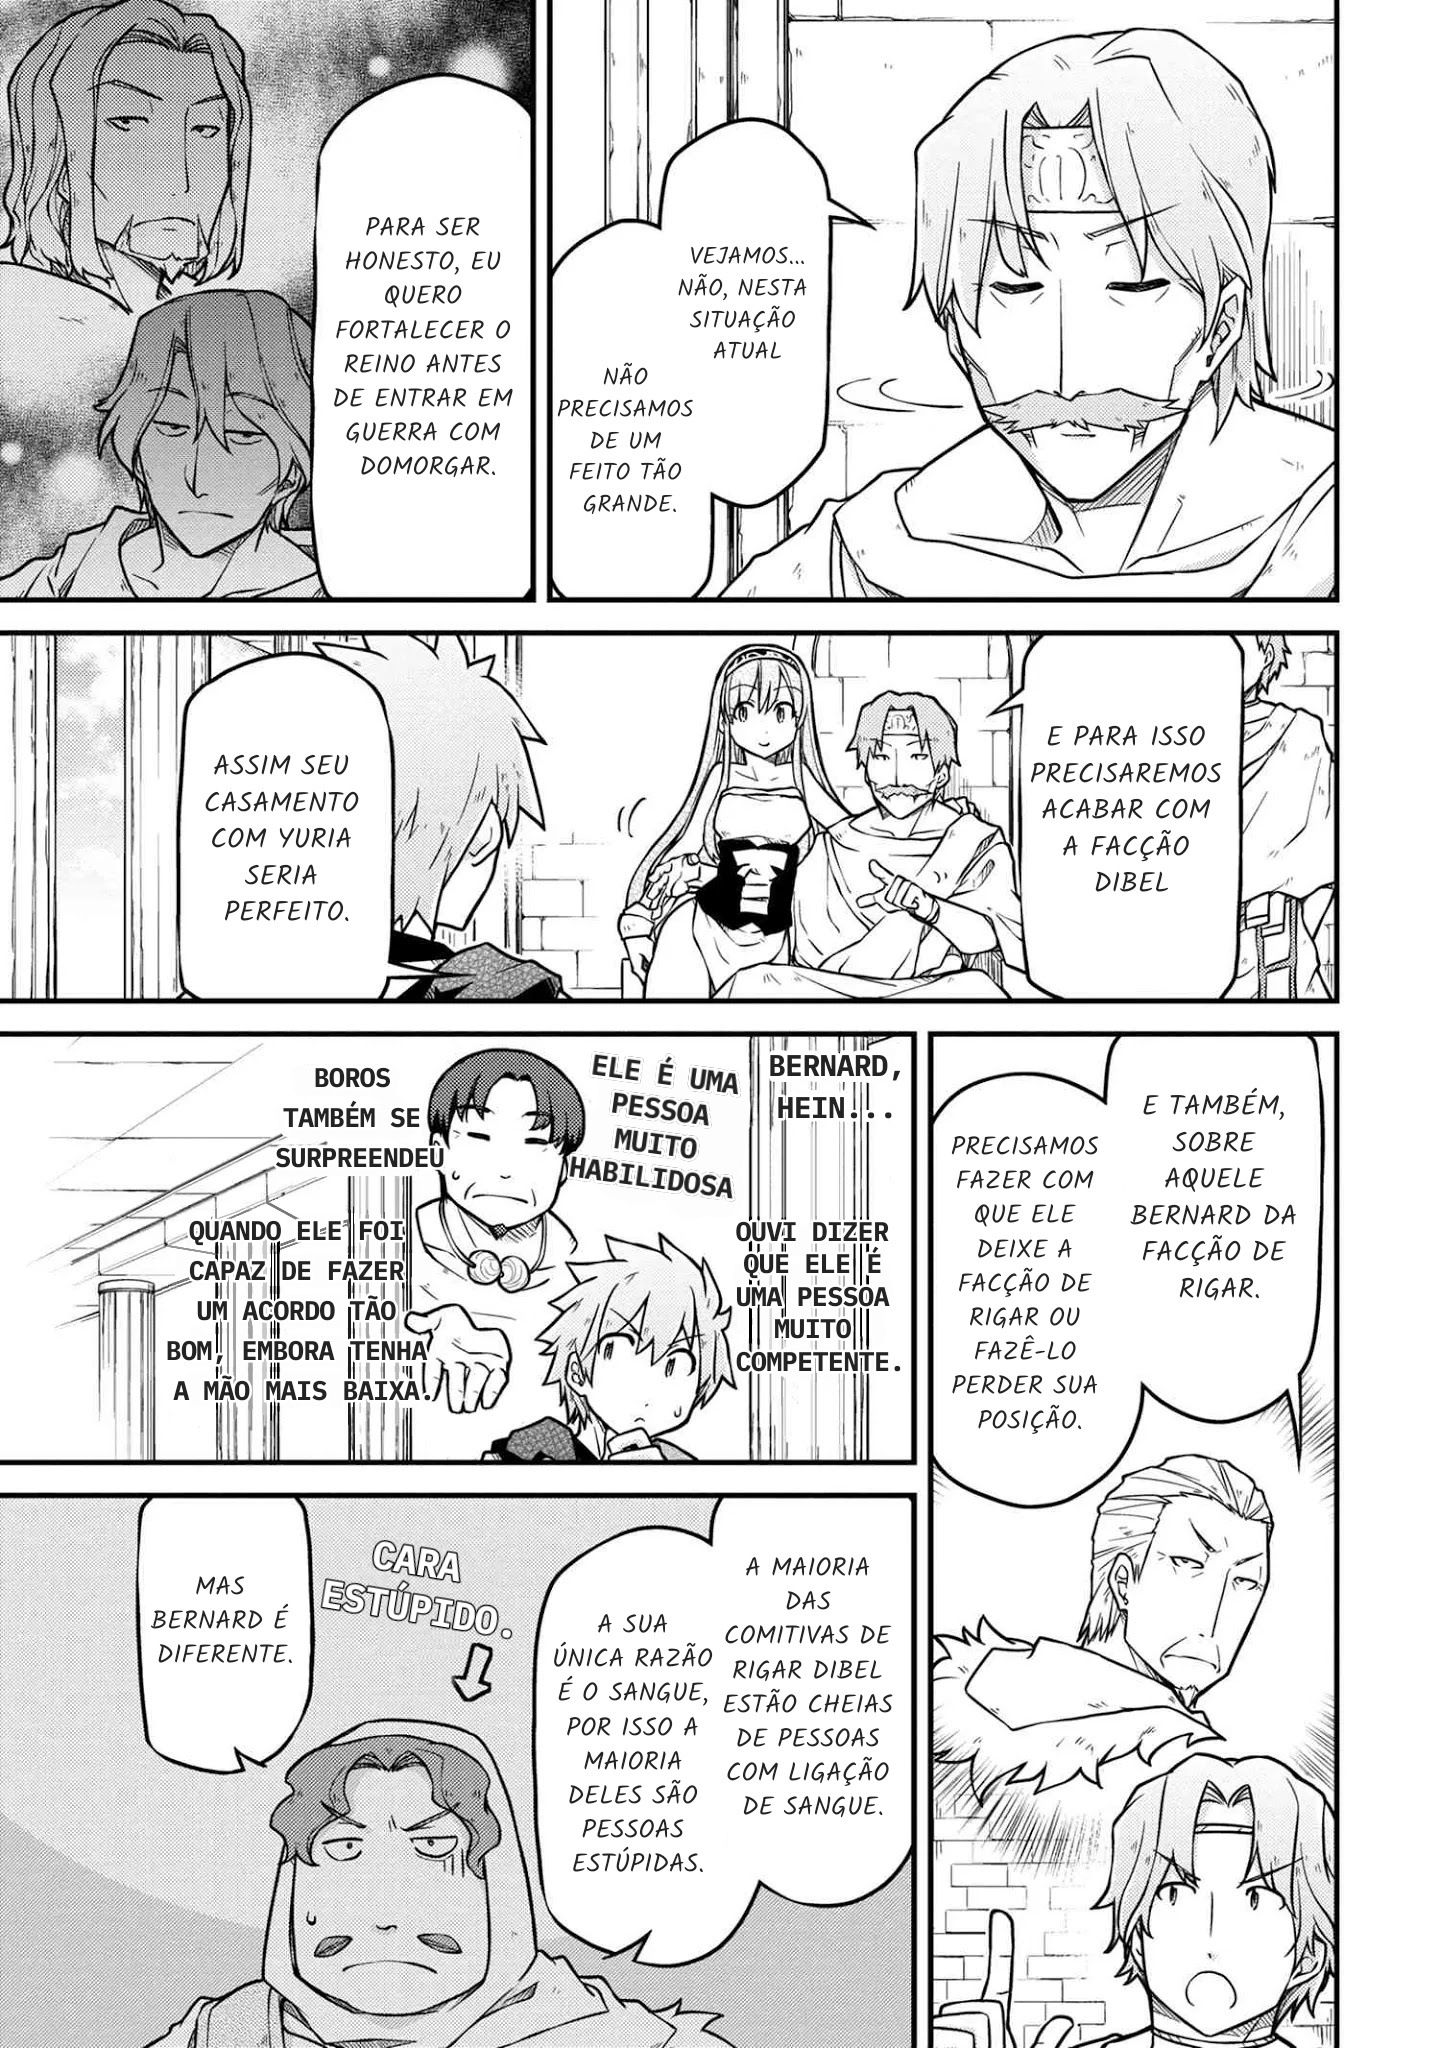 VEJAMOS...
NÃO, NESTA
SITUAÇÃO
ATUAL
NÃO
PRECISAMOS
DE UM
FEITO TÃO
GRANDE.
PARA SER
HONESTO, EU
QUERO
FORTALECER O
REINO ANTES
DE ENTRAR EM
GUERRA COM
DOMORGAR.
E PARA ISSO
PRECISAREMOS
ACABAR COM
A FACÇÃO
DIBEL
ASSIM SEU
CASAMENTO
COM YURIA
SERIA
PERFEITO.
E TAMBÉM,
SOBRE
AQUELE
BERNARD DA
FACÇÃO DE
RIGAR.
PRECISAMOS
FAZER COM
QUE ELE
DEIXE A
FACÇÃO DE
RIGAR OU
FAZÊ-LO
PERDER SUA
POSIÇÃO.
BERNARD,
HEIN...
OUVI DIZER
QUE ELE É
UMA PESSOA
MUITO
COMPETENTE.
ELE É UMA
PESSOA
MUITO
HABILIDOSA
BOROS
TAMBÉM SE
SURPREENDEU
QUANDO ELE FOI
CAPAZ DE FAZER
UM ACORDO TÃO
BOM, EMBORA TENHA
A MÃO MAIS BAIXA.
A MAIORIA
DAS
COMITIVAS DE
RIGAR DIBEL
ESTÃO CHEIAS
DE PESSOAS
COM LIGAÇÃO
DE SANGUE.
A SUA
ÚNICA RAZÃO
É O SANGUE,
POR ISSO A
MAIORIA
DELES SÃO
PESSOAS
ESTÚPIDAS.
CARA
ESTÚPIDO.
MAS
BERNARD É
DIFERENTE.